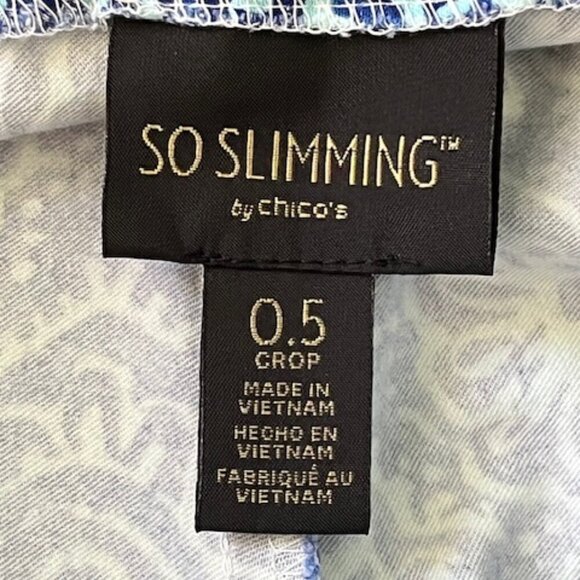 SO SLIMMING™
by chico's
0.5
CROP
MADE IN
VIETNAM
HECHO EN
VIETNAM
FABRIQUÉ AU
VIETNAM